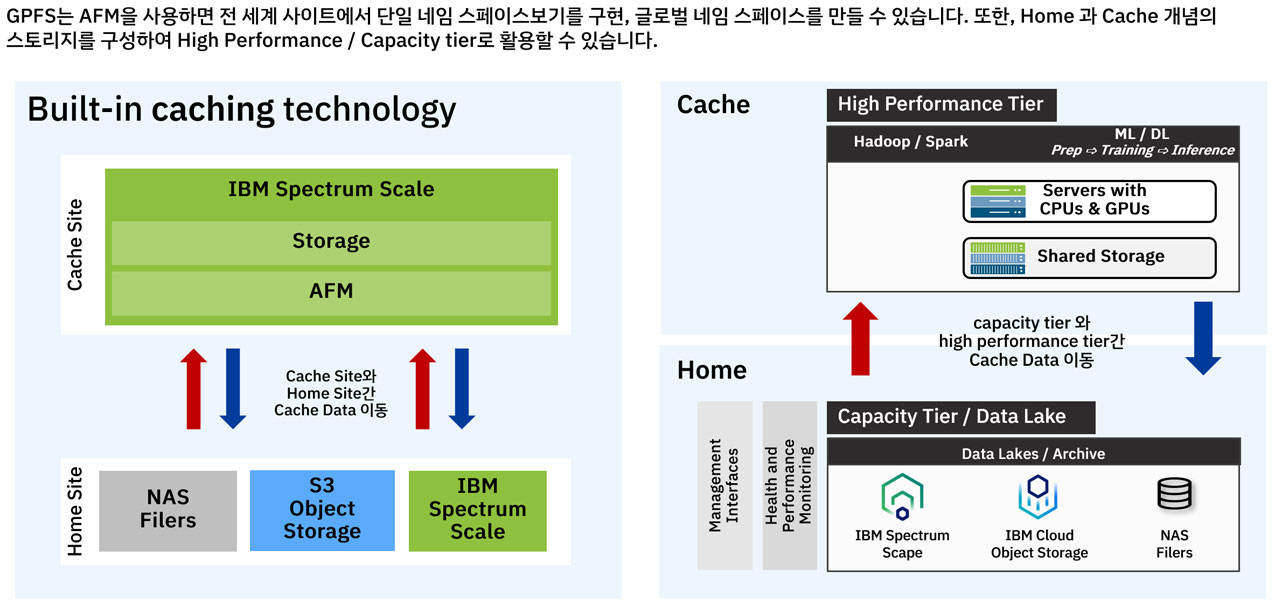 GPFS는 AFM을 사용하면 전 세계 사이트에서 단일 네임 스페이스보기를 구현, 글로벌 네임 스페이스를 만들 수 있습니다. 또한, Home 과 Cache 개념의
스토리지를 구성하여 High Performance / Capacity tier로 활용할 수 있습니다.
Built-in caching technology
Cache Site
IBM Spectrum Scale
Storage
AFM
Cache Site와
Home Site간
Cache Data 이동
Home Site
NAS
Filers
S3
Object
Storage
IBM
Spectrum
Scale
Cache
High Performance Tier
Hadoop / Spark
ML / DL
Prep ⇨ Training ⇨ Inference
Servers with
CPUs & GPUs
Shared Storage
capacity tier 와
high performance tier간
Cache Data 이동
Home
Management
Interfaces
Health and
Performance
Monitoring
Capacity Tier / Data Lake
Data Lakes / Archive
IBM Spectrum
Scape
IBM Cloud
Object Storage
NAS
Filers